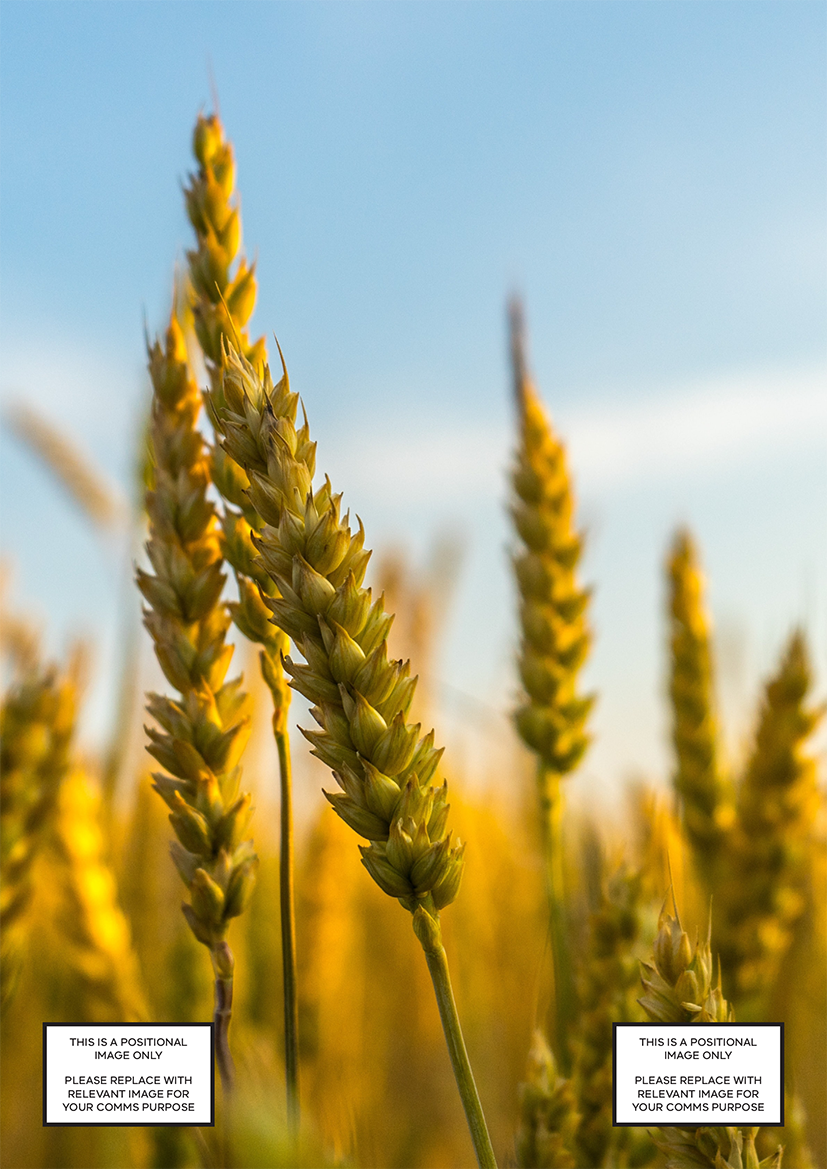 THIS IS A POSITIONAL
IMAGE ONLY
PLEASE REPLACE WITH
RELEVANT IMAGE FOR
YOUR COMMS PURPOSE
THIS IS A POSITIONAL
IMAGE ONLY
PLEASE REPLACE WITH
RELEVANT IMAGE FOR
YOUR COMMS PURPOSE